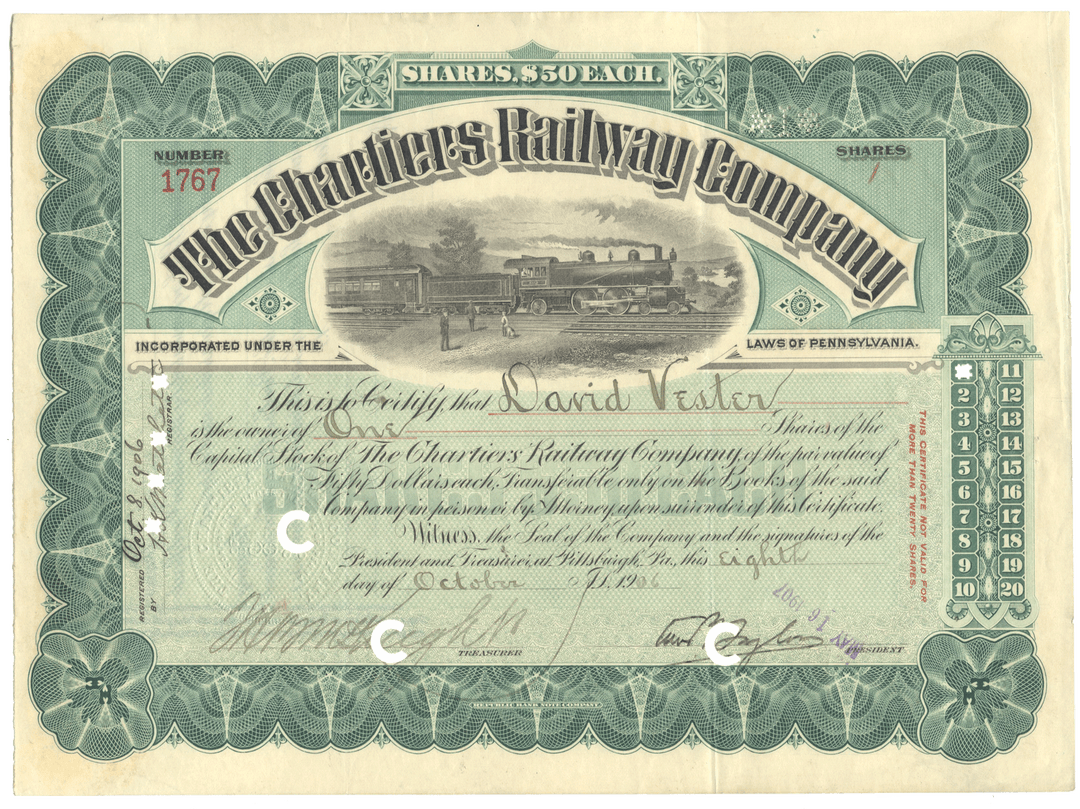 SHARES, $50 EACH.
NUMBER
1767
SHARES
1
The Chartiers Railway Company
INCORPORATED UNDER THE LAWS OF PENNSYLVANIA.
This is to Certify, that David Vester
is the owner of One Shares of the
Capital Stock of The Chartiers Railway Company, of the par value of
Fifty Dollars each, Transferable only on the Books of the said
Company in person or by Attorney upon surrender of this Certificate.
Witness, the Seal of the Company and the signatures of the
President and Treasurer, at Pittsburgh, Pa., this eighth
day of October A.D. 1906
TREASURER
PRESIDENT
MAY 16 1907
REGISTERED Oct 8 1906
BY
REGISTRAR
THIS CERTIFICATE NOT VALID FOR
MORE THAN TWENTY SHARES.
11
2 12
3 13
4 14
5 15
6 16
7 17
8 18
9 19
10 20
REPUBLIC BANK NOTE COMPANY